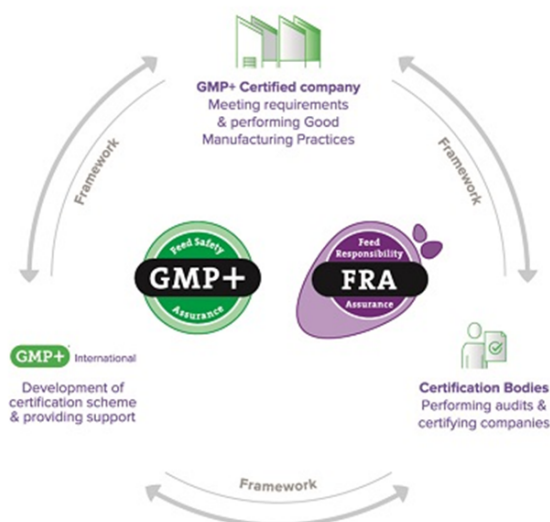 GMP+ Certified company
Meeting requirements
& performing Good
Manufacturing Practices
Framework
Framework
Feed Safety
GMP+
Assurance
Feed
Responsibility
FRA
Assurance
GMP+ International
Development of
certification scheme
& providing support
Certification Bodies
Performing audits &
certifying companies
Framework